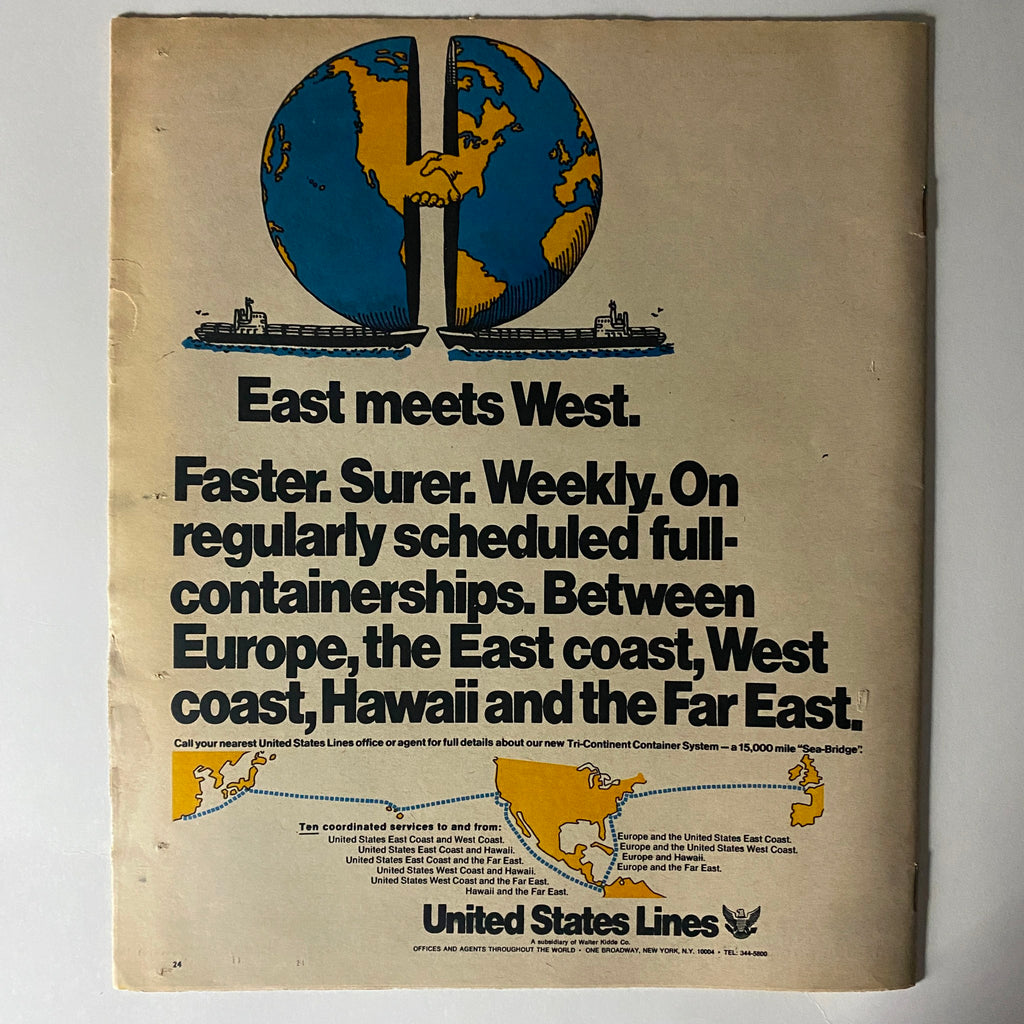 East meets West.
Faster. Surer. Weekly. On
regularly scheduled full-
containerships. Between
Europe, the East coast, West
coast, Hawaii and the Far East.
Call your nearest United States Lines office or agent for full details about our new Tri-Continent Container System — a 15,000 mile "Sea-Bridge".
Ten coordinated services to and from:
United States East Coast and West Coast.
United States East Coast and Hawaii.
United States East Coast and the Far East.
United States West Coast and Hawaii.
United States West Coast and the Far East.
Hawaii and the Far East.
Europe and the United States East Coast.
Europe and the United States West Coast.
Europe and Hawaii.
Europe and the Far East.
United States Lines
A subsidiary of Walter Kidde Co.
OFFICES AND AGENTS THROUGHOUT THE WORLD • ONE BROADWAY, NEW YORK, N.Y. 10004 • TEL: 344-5800
24